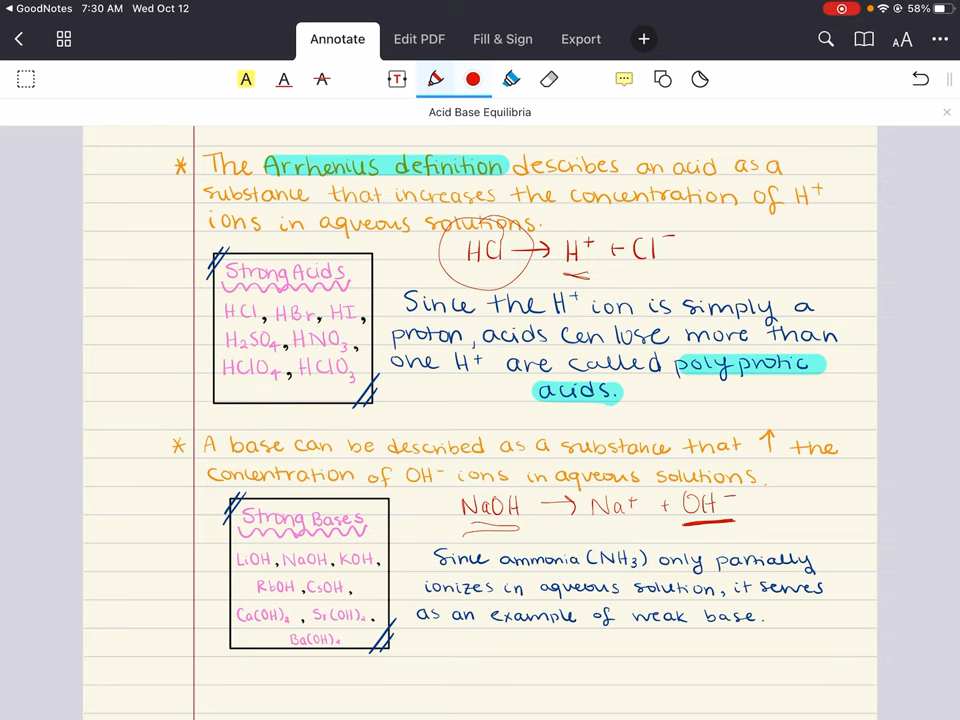 GoodNotes 7:30 AM Wed Oct 12 58%
Annotate Edit PDF Fill & Sign Export
Acid Base Equilibria
* The Arrhenius definition describes an acid as a
substance that increases the concentration of H⁺
ions in aqueous solutions.
HCl → H⁺ + Cl⁻
Strong Acids
HCl, HBr, HI,
H₂SO₄, HNO₃,
HClO₄, HClO₃
Since the H⁺ ion is simply a
proton, acids can lose more than
one H⁺ are called polyprotic
acids.
* A base can be described as a substance that ↑ the
concentration of OH⁻ ions in aqueous solutions.
NaOH → Na⁺ + OH⁻
Strong Bases
LiOH, NaOH, KOH,
RbOH, CsOH,
Ca(OH)₂, Sr(OH)₂,
Ba(OH)₂
Since ammonia (NH₃) only partially
ionizes in aqueous solution, it serves
as an example of weak base.